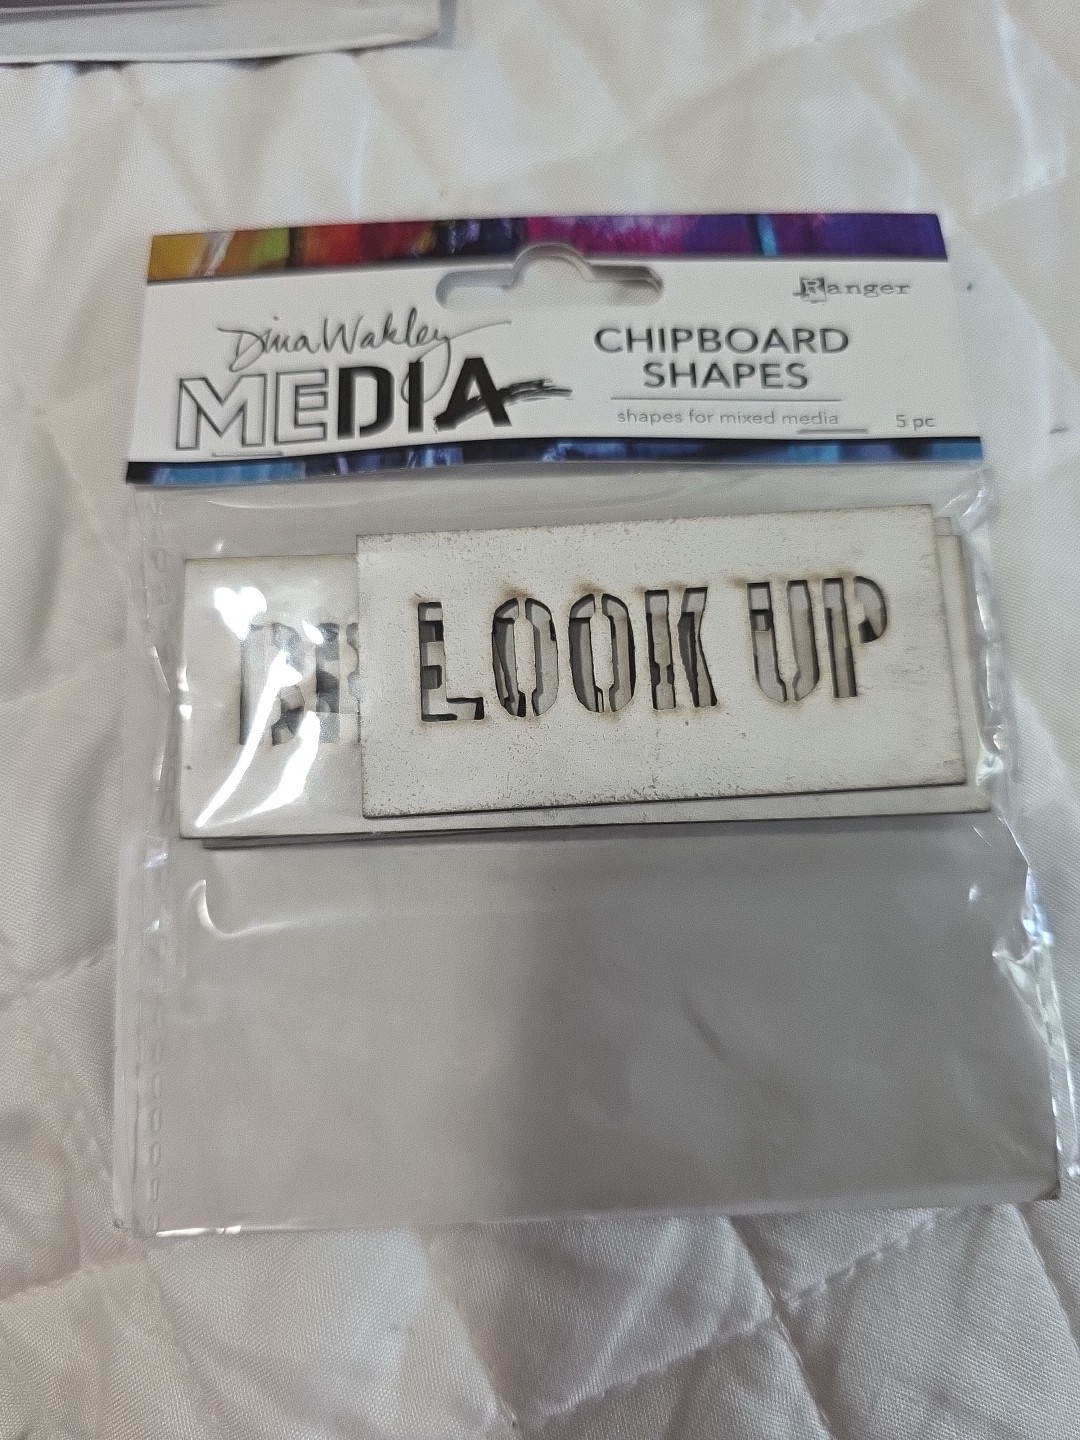 Ranger
Dina Wakley
MEDIA
CHIPBOARD
SHAPES
shapes for mixed media
5 pc
LOOK UP